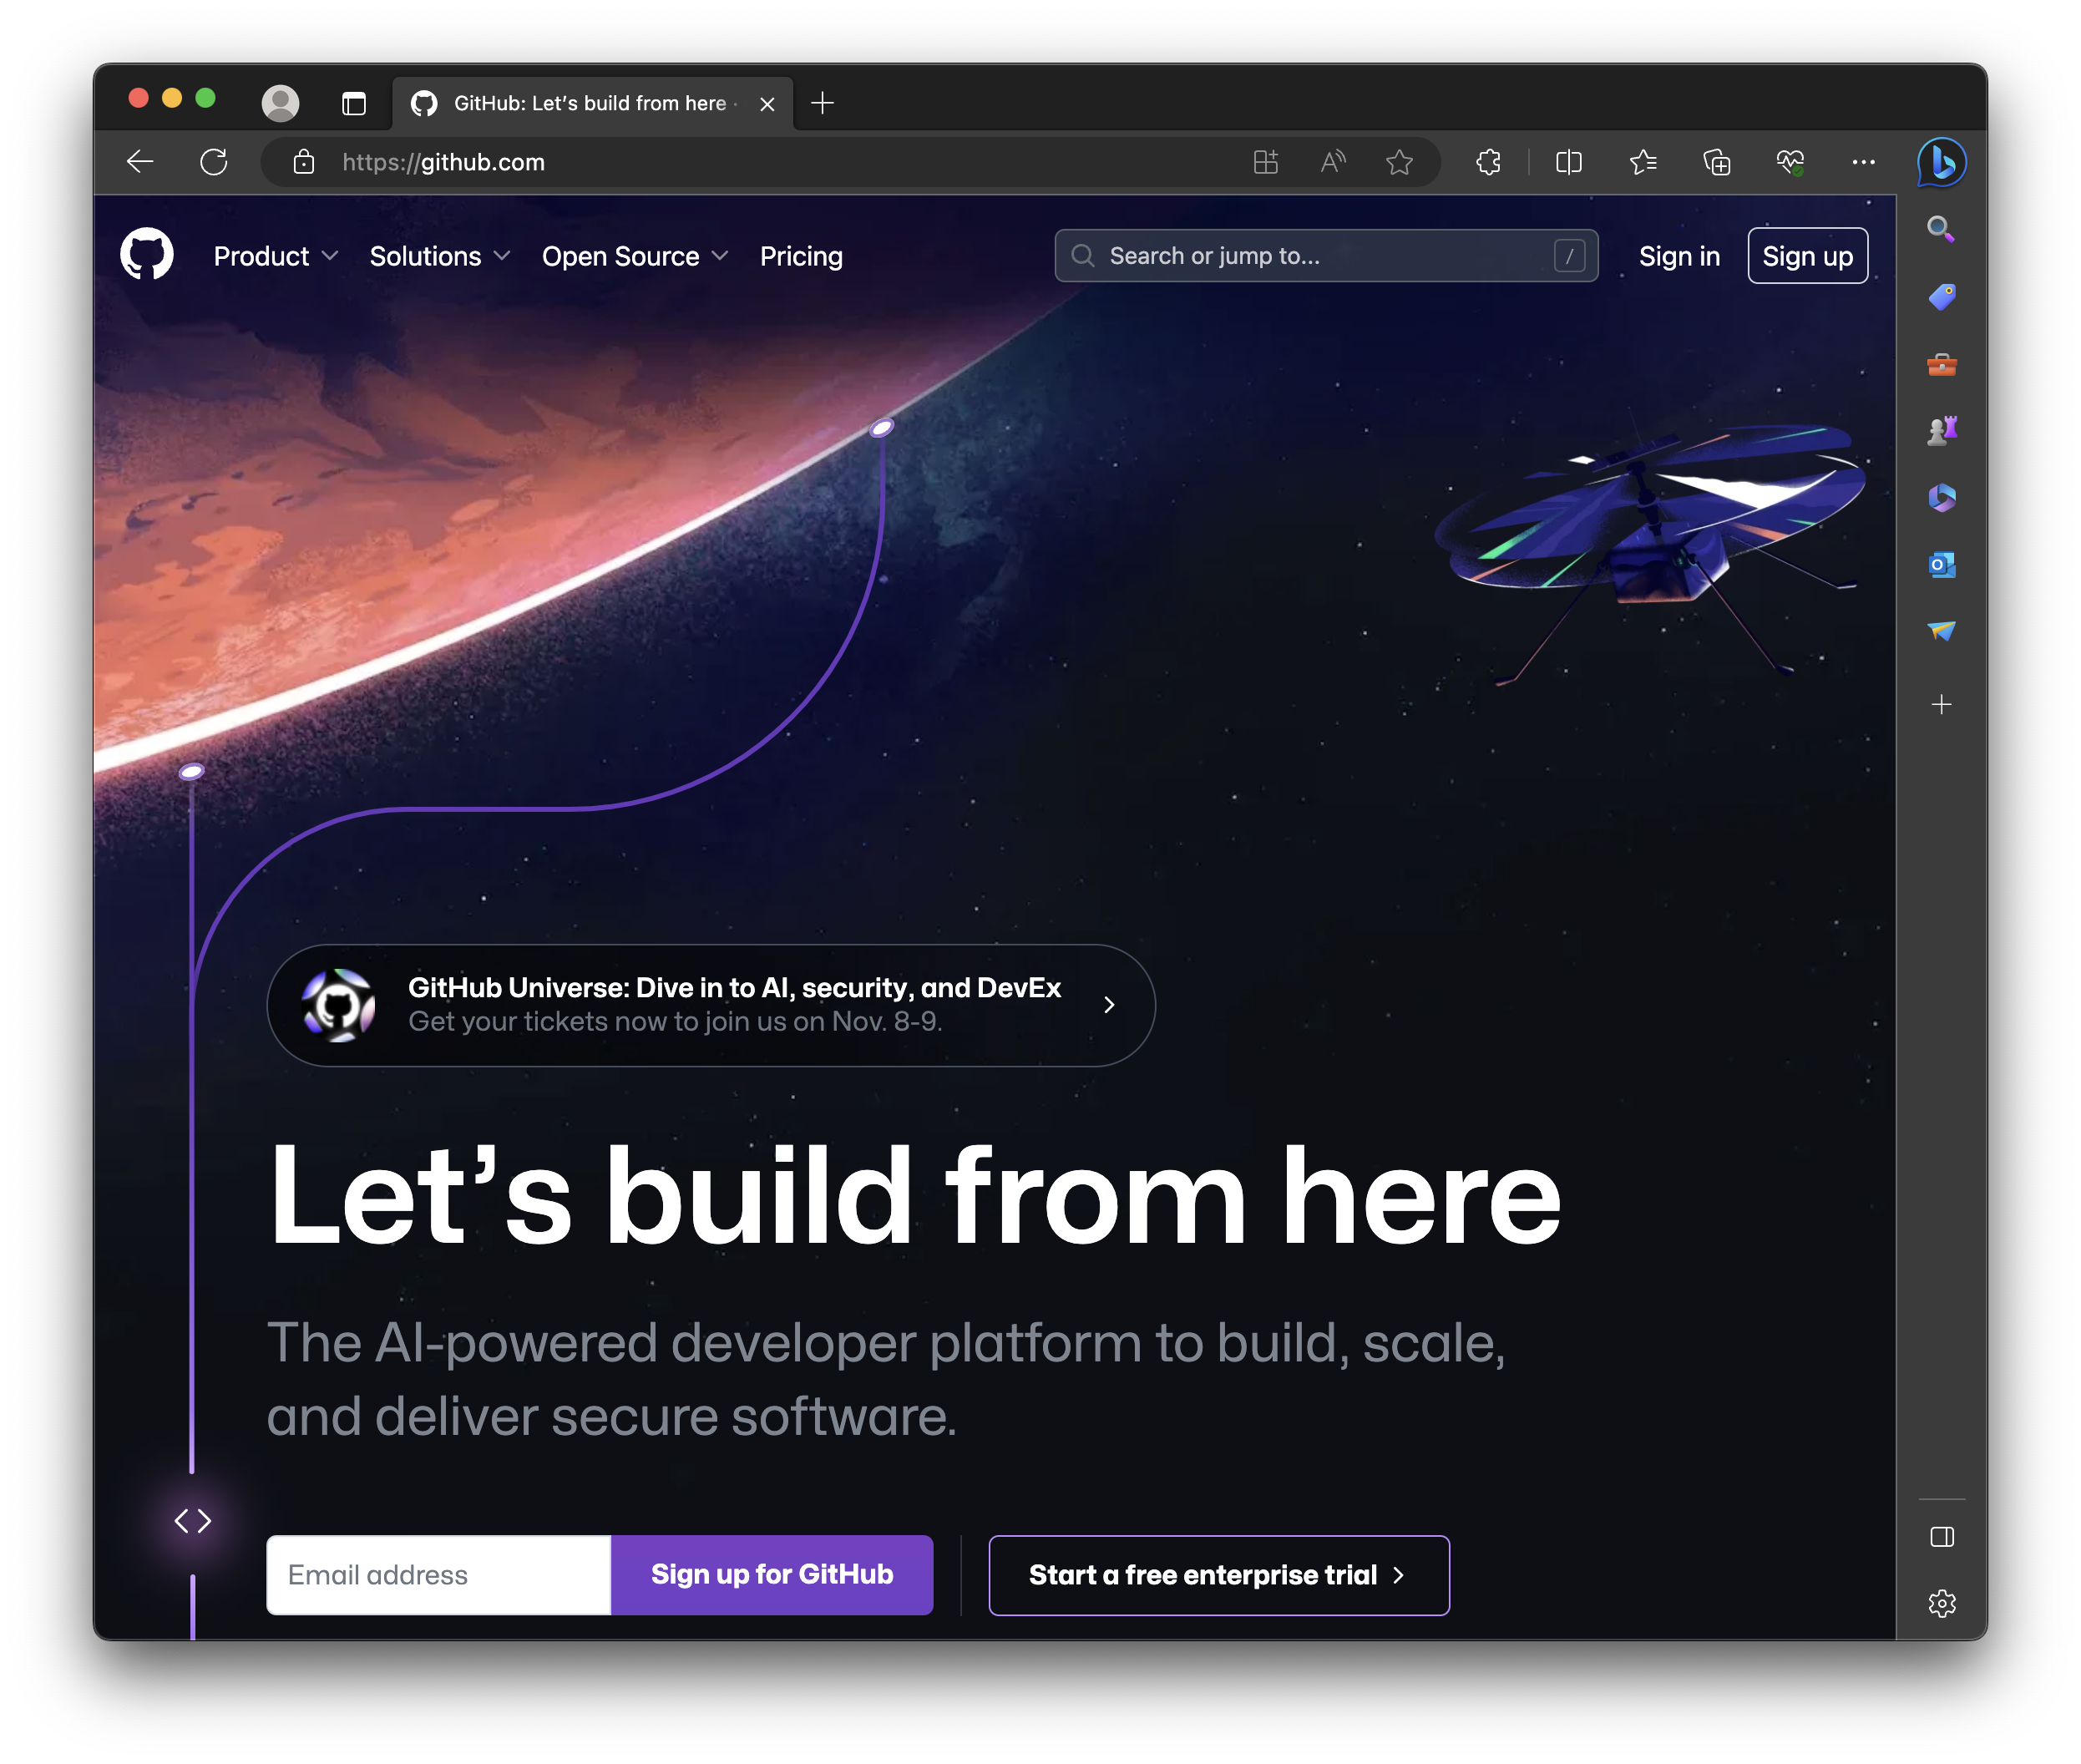 GitHub: Let's build from here ·
https://github.com
Product
Solutions
Open Source
Pricing
Search or jump to...
/
Sign in
Sign up
GitHub Universe: Dive in to AI, security, and DevEx
Get your tickets now to join us on Nov. 8-9.
Let's build from here
The AI-powered developer platform to build, scale,
and deliver secure software.
Email address
Sign up for GitHub
Start a free enterprise trial